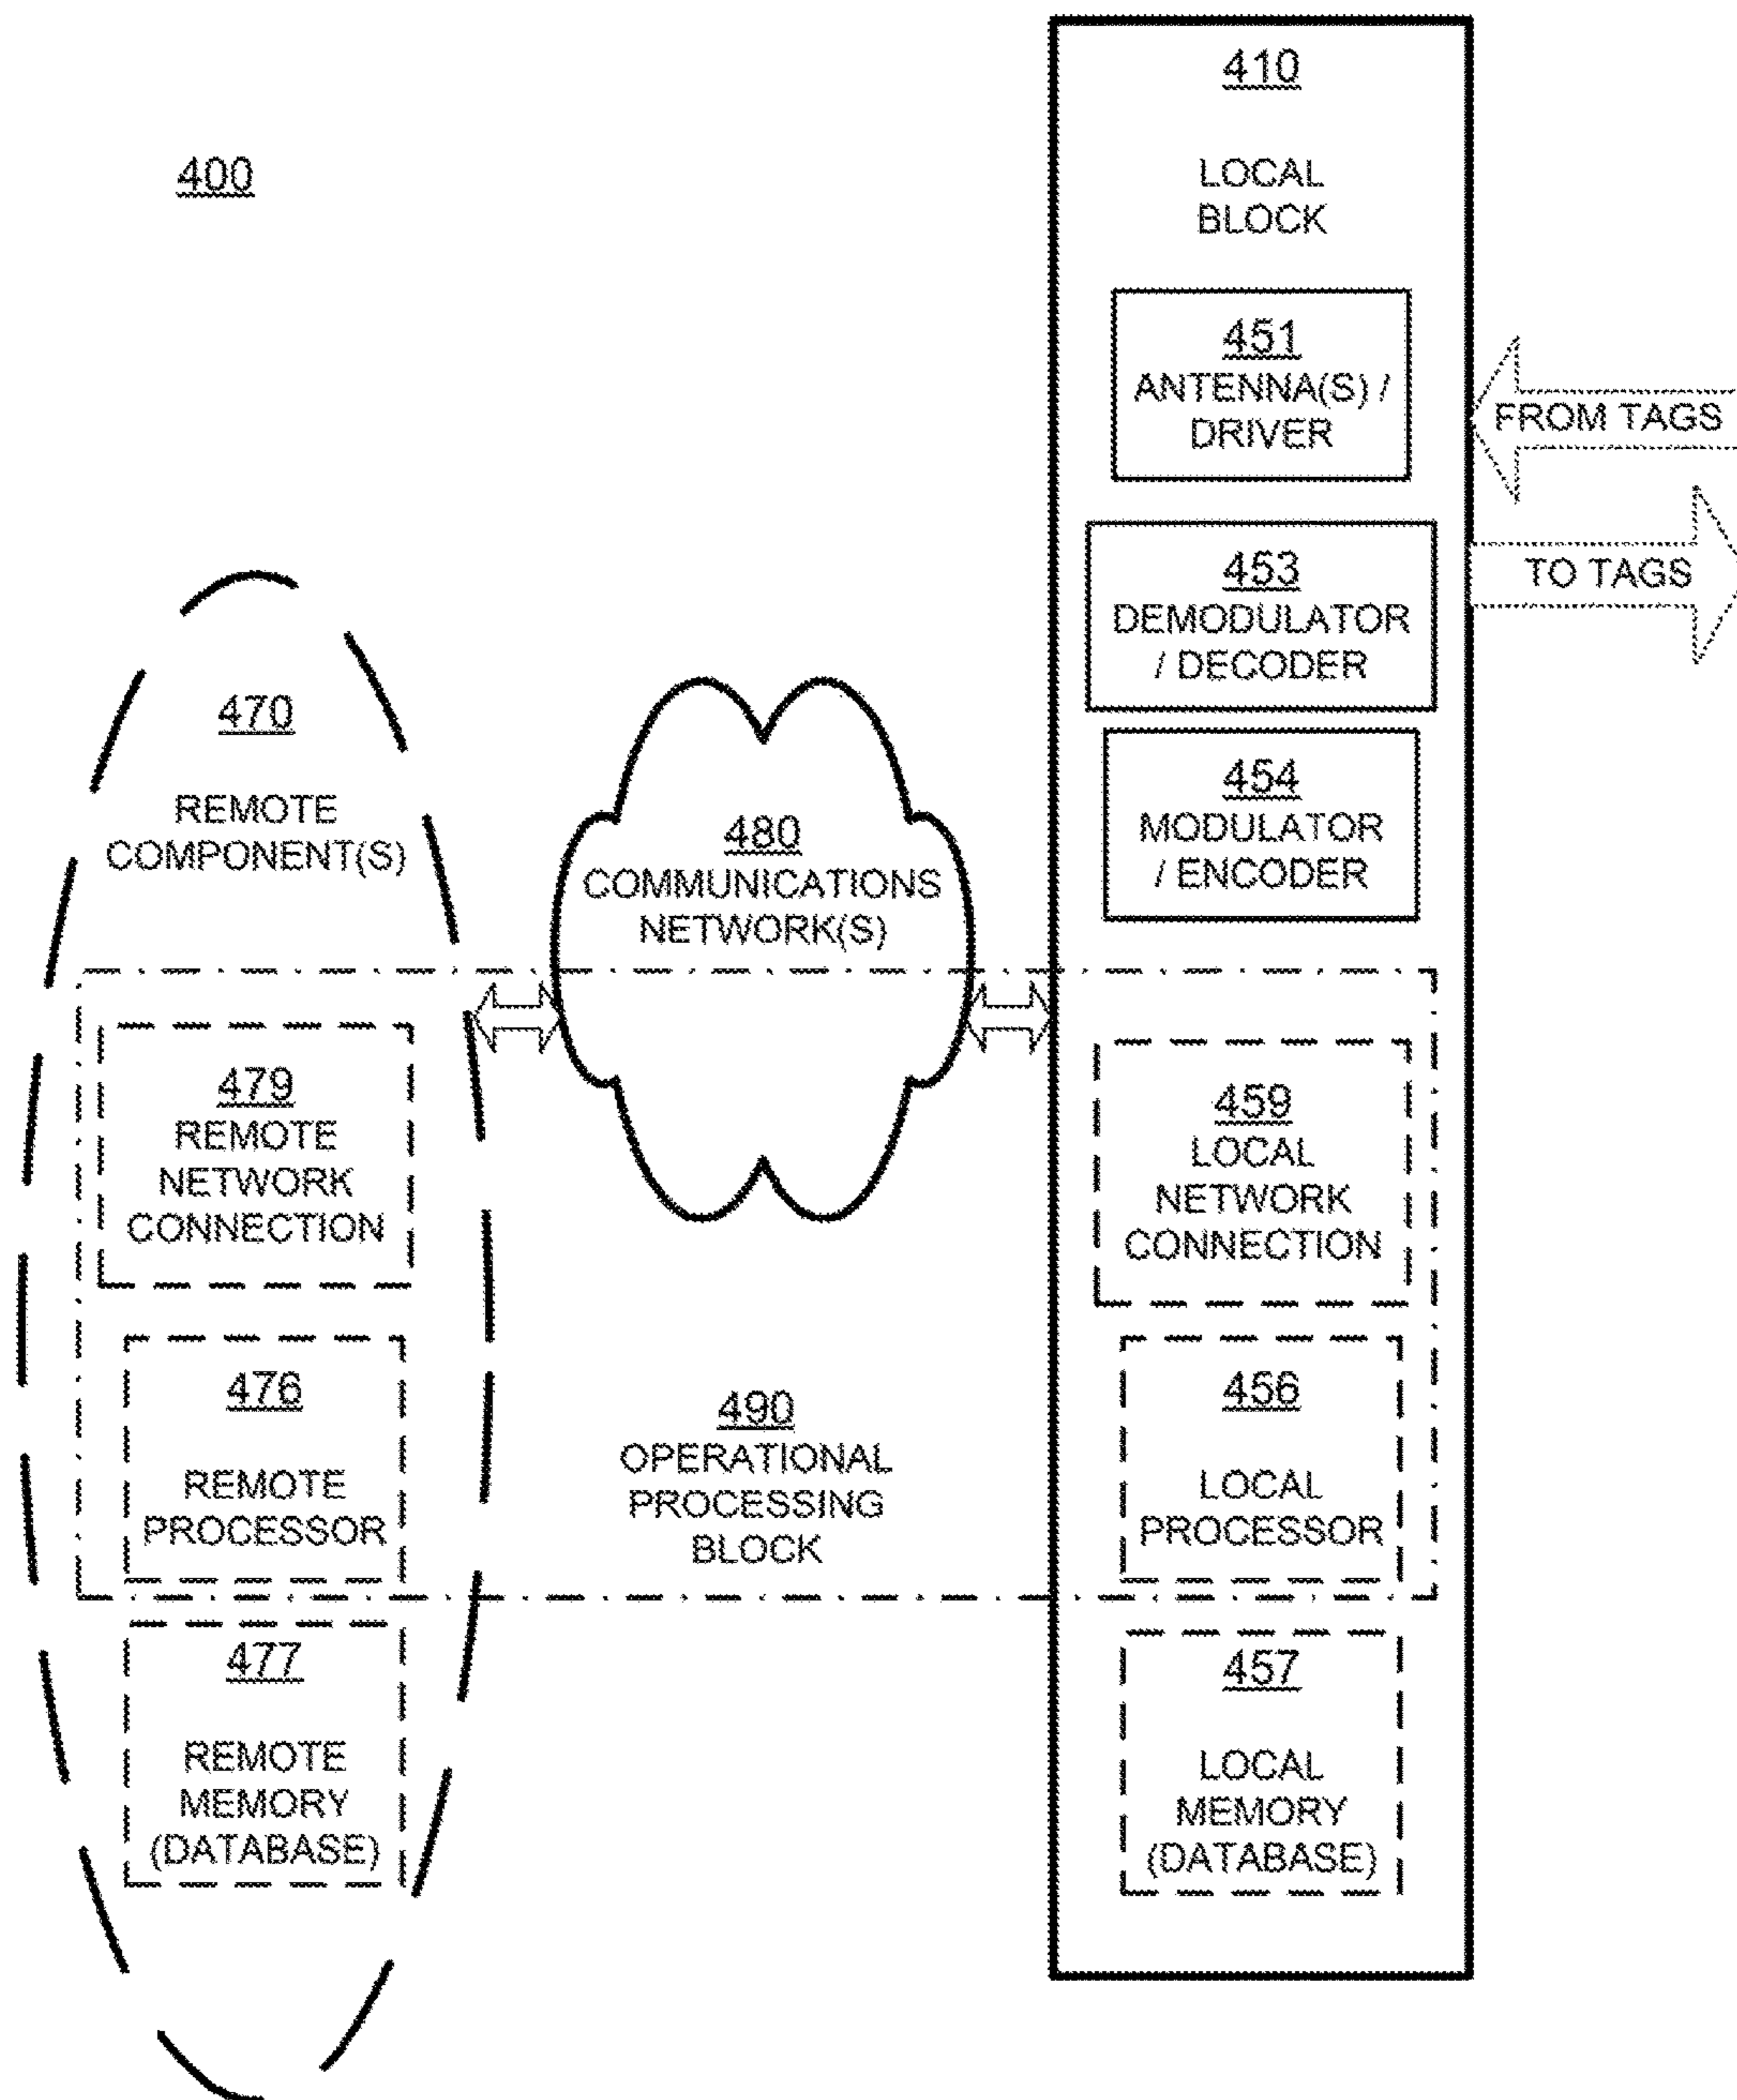 410
400
LOCAL
BLOCK
451
ANTENNA(S) /
DRIVER
FROM TAGS
453
DEMODULATOR
/ DECODER
TO TAGS
454
MODULATOR
/ ENCODER
470
REMOTE
COMPONENT(S)
480
COMMUNICATIONS
NETWORK(S)
479
REMOTE
NETWORK
CONNECTION
459
LOCAL
NETWORK
CONNECTION
476
REMOTE
PROCESSOR
490
OPERATIONAL
PROCESSING
BLOCK
456
LOCAL
PROCESSOR
477
REMOTE
MEMORY
(DATABASE)
457
LOCAL
MEMORY
(DATABASE)